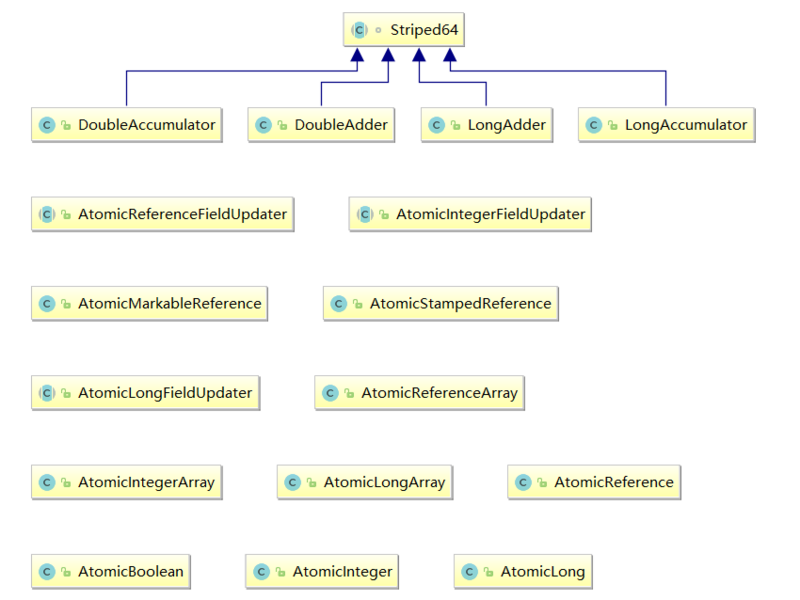 Striped64
DoubleAccumulator DoubleAdder LongAdder LongAccumulator
AtomicReferenceFieldUpdater AtomicIntegerFieldUpdater
AtomicMarkableReference AtomicStampedReference
AtomicLongFieldUpdater AtomicReferenceArray
AtomicIntegerArray AtomicLongArray AtomicReference
AtomicBoolean AtomicInteger AtomicLong